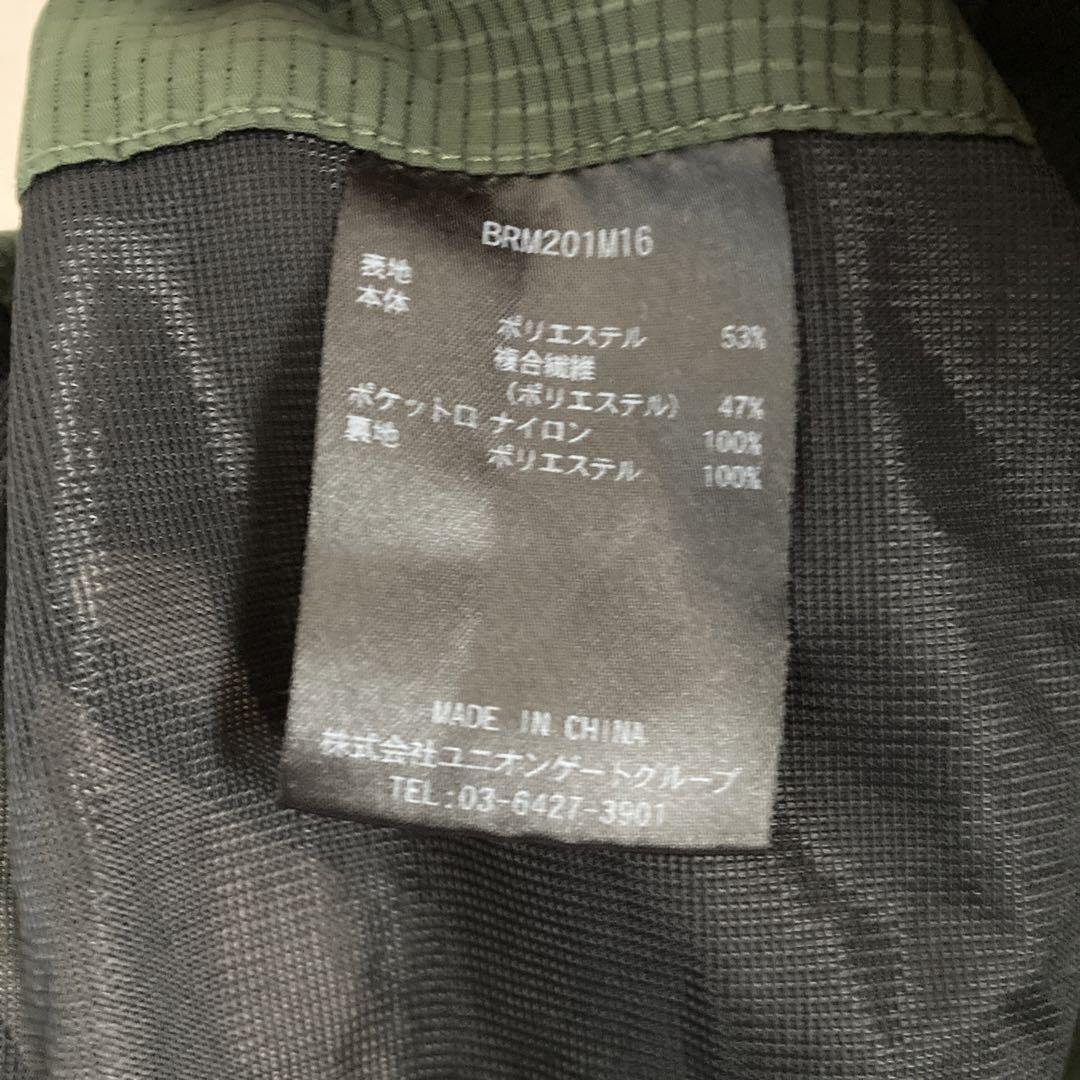 BRM201M16
表地
本体
ポリエステル 53%
複合繊維
(ポリエステル) 47%
ポケット口 ナイロン 100%
裏地 ポリエステル 100%
MADE IN CHINA
株式会社ユニオンゲートグループ
TEL:03-6427-3901